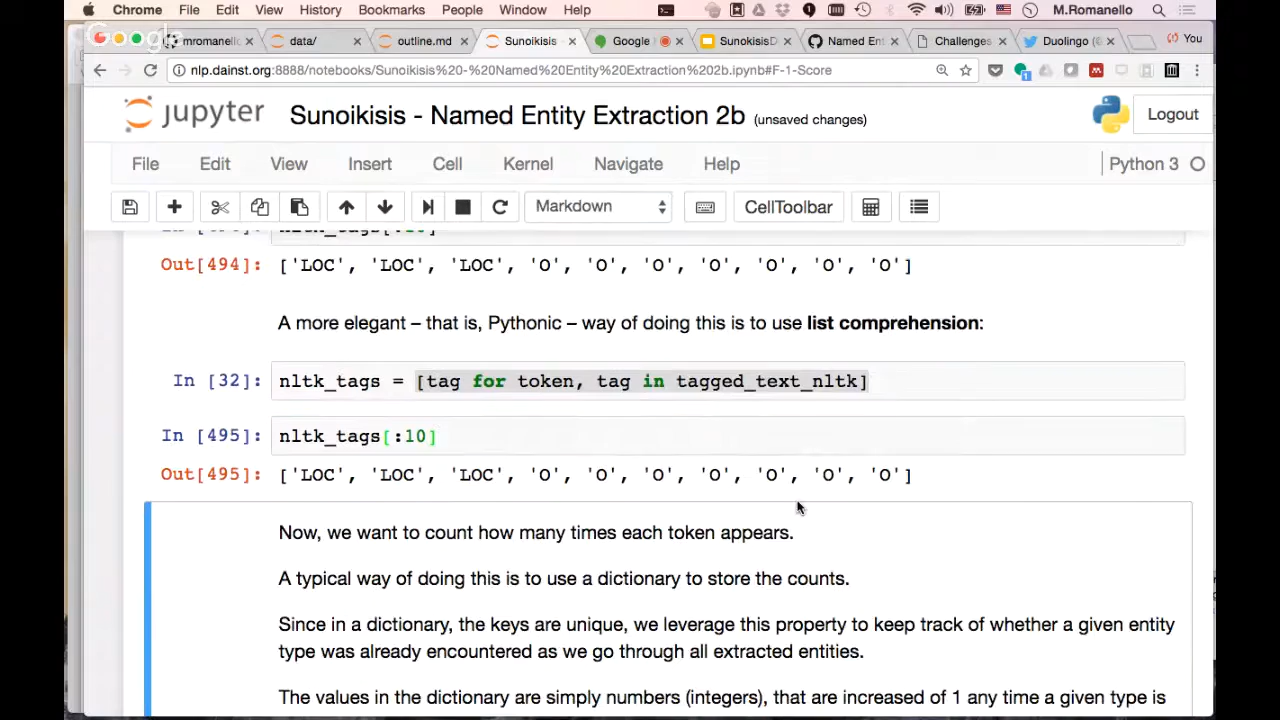 Chrome File Edit View History Bookmarks People Window Help M.Romanello
Google
mromanello data/ outline.md Sunoikisis - Google SunokisisD Named Ent Challenges Duolingo ( You
nlp.dainst.org:8888/notebooks/Sunoikisis%20-%20Named%20Entity%20Extraction%202b.ipynb#F-1-Score
jupyter Sunoikisis - Named Entity Extraction 2b (unsaved changes) Logout
File Edit View Insert Cell Kernel Navigate Help Python 3
Markdown CellToolbar
Out[494]: ['LOC', 'LOC', 'LOC', 'O', 'O', 'O', 'O', 'O', 'O', 'O']
A more elegant – that is, Pythonic – way of doing this is to use list comprehension:
In [32]: nltk_tags = [tag for token, tag in tagged_text_nltk]
In [495]: nltk_tags[:10]
Out[495]: ['LOC', 'LOC', 'LOC', 'O', 'O', 'O', 'O', 'O', 'O', 'O']
Now, we want to count how many times each token appears.
A typical way of doing this is to use a dictionary to store the counts.
Since in a dictionary, the keys are unique, we leverage this property to keep track of whether a given entity
type was already encountered as we go through all extracted entities.
The values in the dictionary are simply numbers (integers), that are increased of 1 any time a given type is